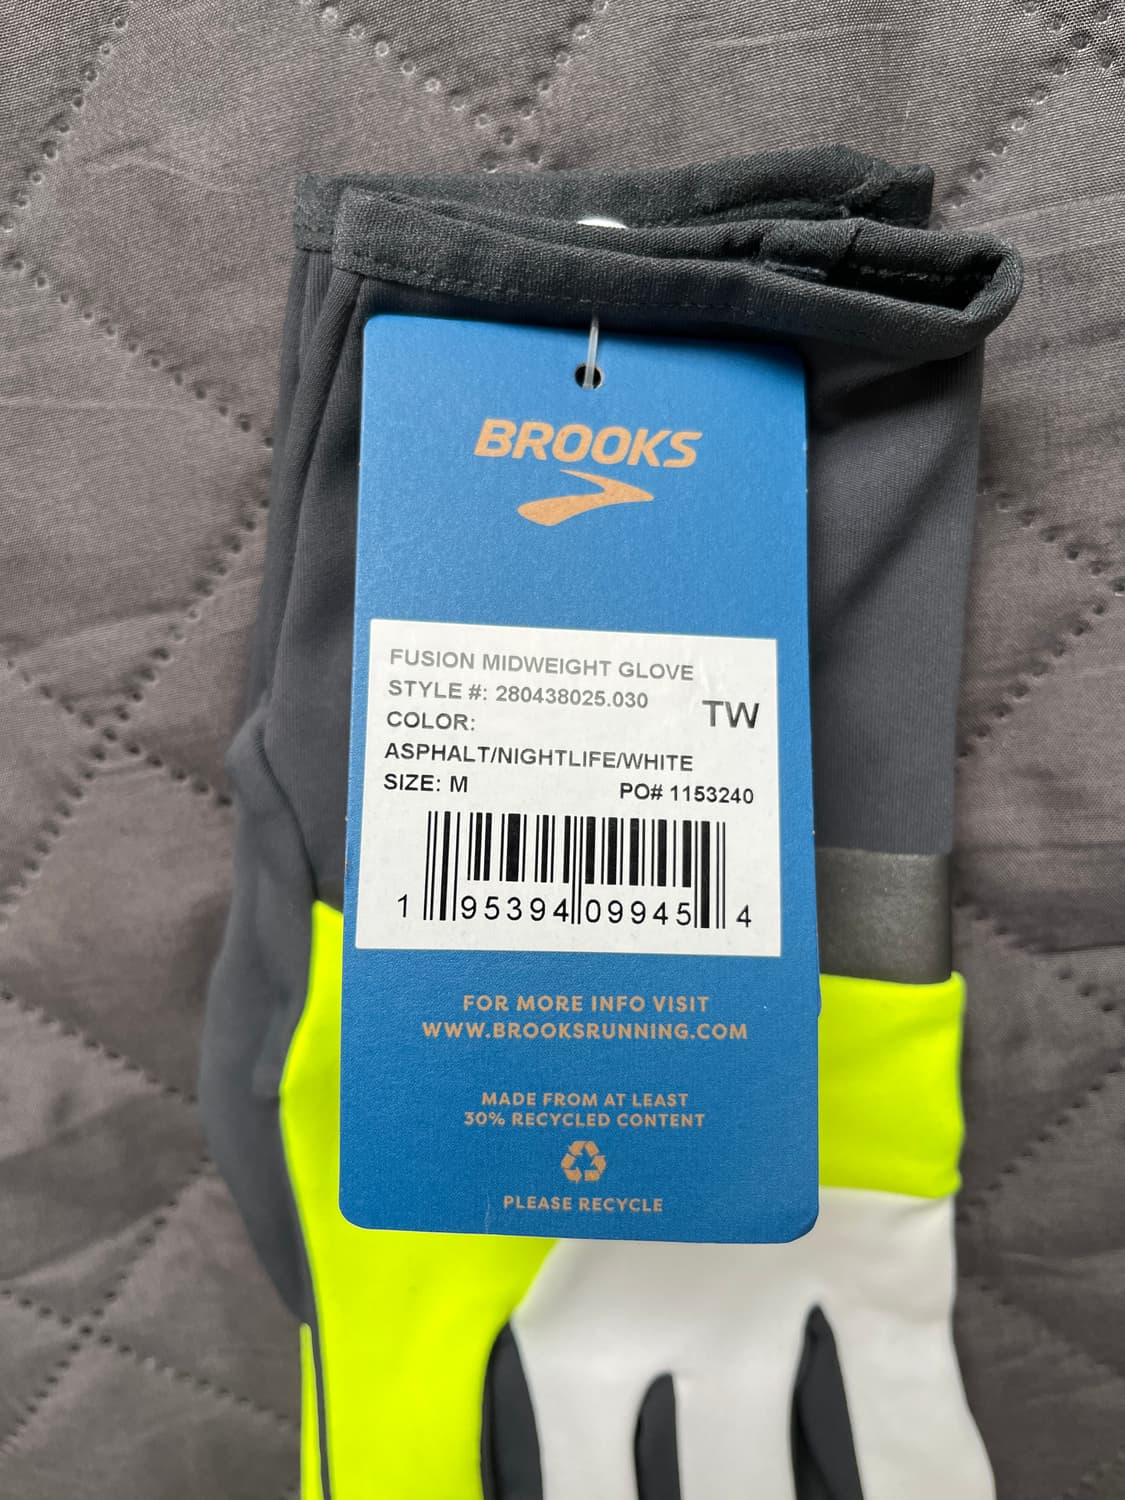 BROOKS
FUSION MIDWEIGHT GLOVE
STYLE #: 280438025.030
TW
COLOR:
ASPHALT/NIGHTLIFE/WHITE
SIZE: M PO# 1153240
1 95394 09945 4
FOR MORE INFO VISIT
WWW.BROOKSRUNNING.COM
MADE FROM AT LEAST
30% RECYCLED CONTENT
PLEASE RECYCLE